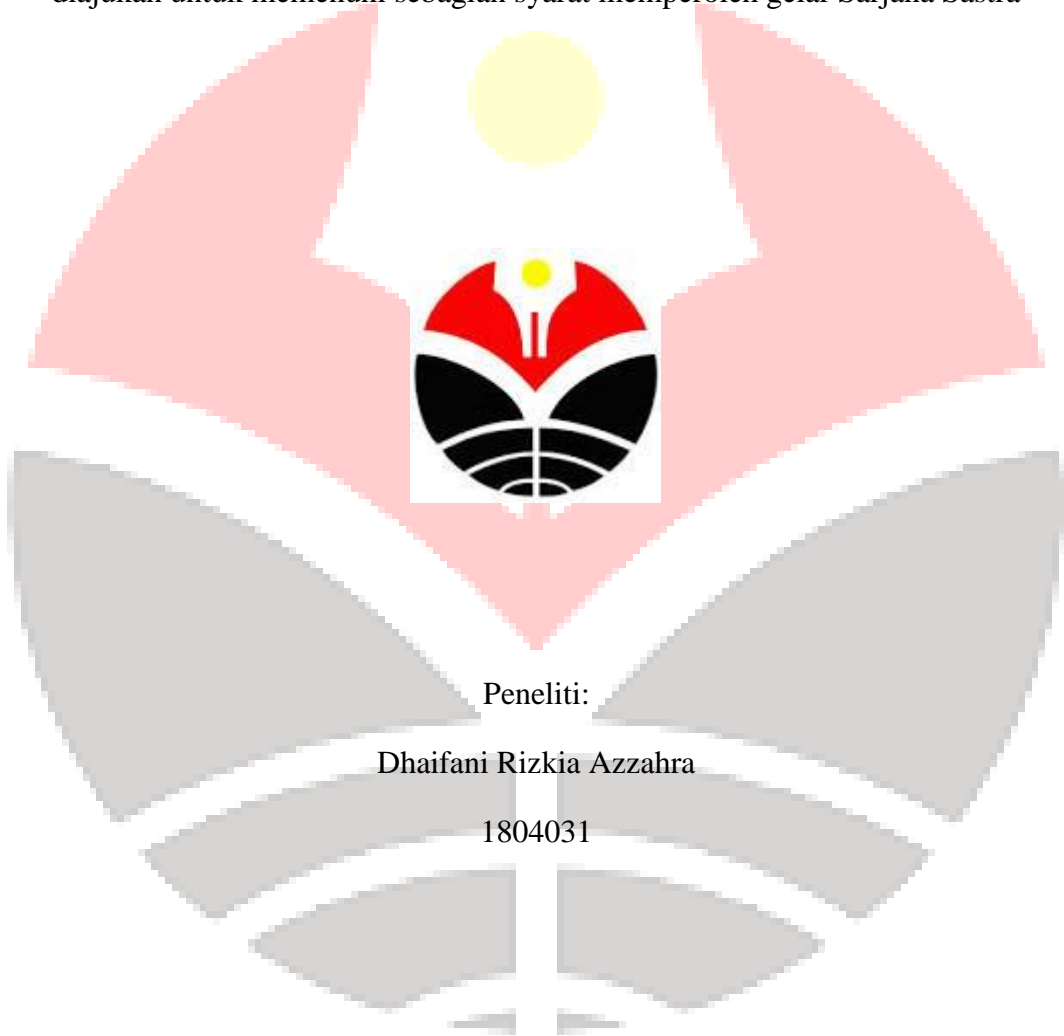 diajukan untuk memenuhi sebagian syarat memperoleh gelar Sarjana Sastra
Peneliti:
Dhaifani Rizkia Azzahra
1804031